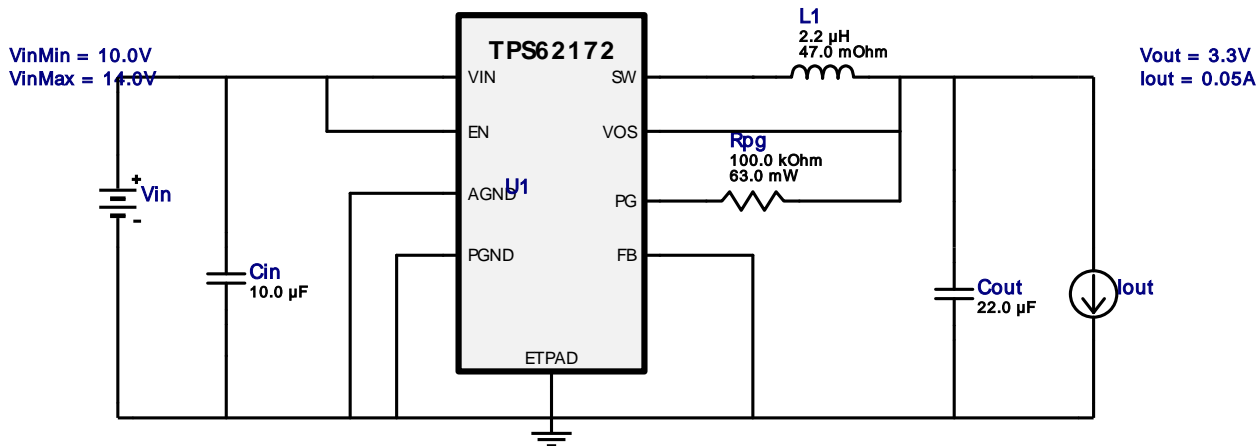 VinMin = 10.0V
VinMax = 14.0V
Vin
+
-
Cin
10.0 µF
TPS62172
VIN
EN
AGND
PGND
U1
SW
VOS
PG
FB
ETPAD
L1
2.2 µH
47.0 mOhm
Rpg
100.0 kOhm
63.0 mW
Cout
22.0 µF
Iout
Vout = 3.3V
Iout = 0.05A